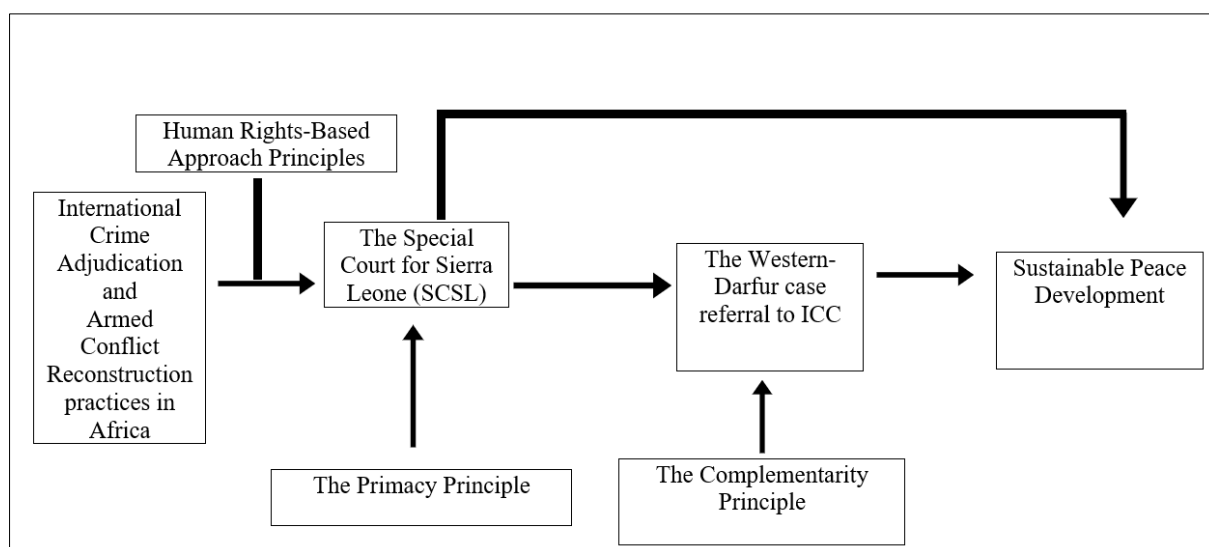 Human Rights-Based
Approach Principles
International
Crime
Adjudication
and
Armed
Conflict
Reconstruction
practices in
Africa
The Special
Court for Sierra
Leone (SCSL)
The Western-
Darfur case
referral to ICC
Sustainable Peace
Development
The Primacy Principle
The Complementarity
Principle